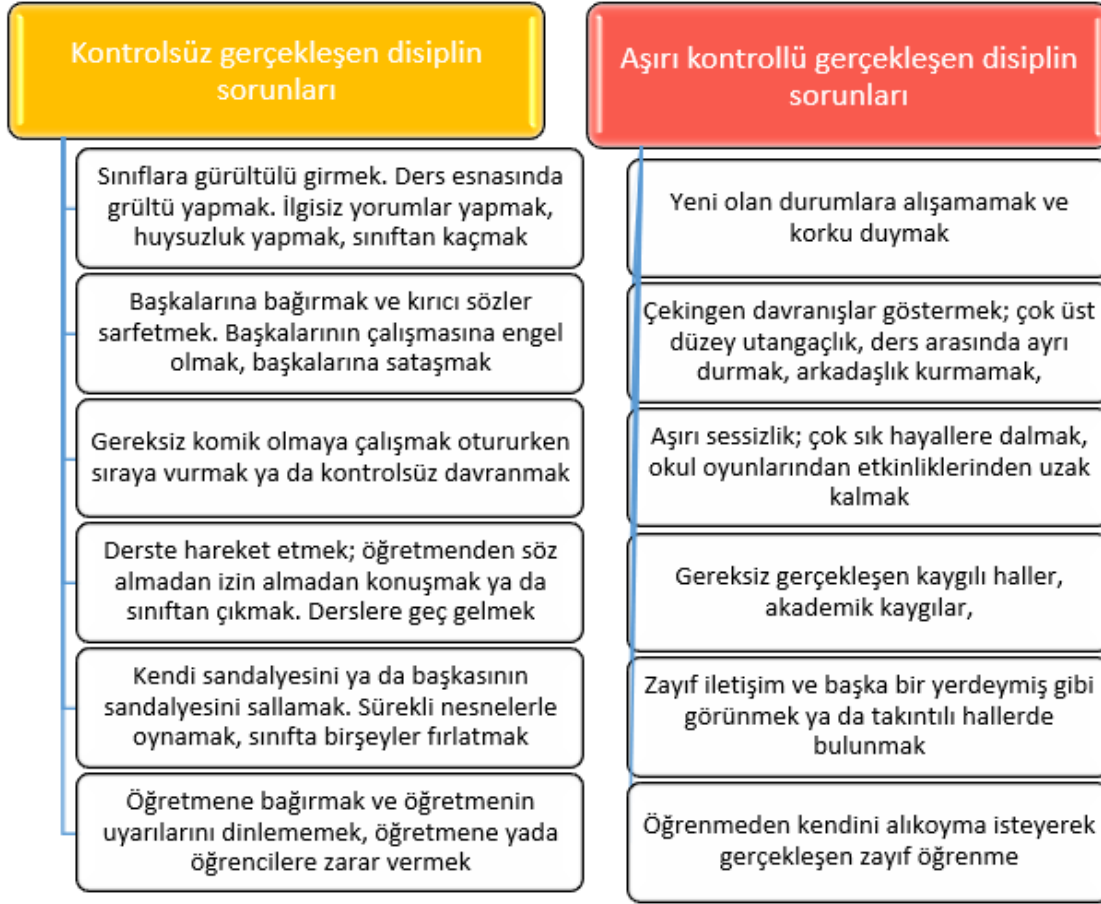 Kontrolsüz gerçekleşen disiplin
sorunları
Sınıflara gürültülü girmek. Ders esnasında
grültü yapmak. İlgisiz yorumlar yapmak,
huysuzluk yapmak, sınıftan kaçmak
Başkalarına bağırmak ve kırıcı sözler
sarfetmek. Başkalarının çalışmasına engel
olmak, başkalarına sataşmak
Gereksiz komik olmaya çalışmak otururken
sıraya vurmak ya da kontrolsüz davranmak
Derste hareket etmek; öğretmenden söz
almadan izin almadan konuşmak ya da
sınıftan çıkmak. Derslere geç gelmek
Kendi sandalyesini ya da başkasının
sandalyesini sallamak. Sürekli nesnelerle
oynamak, sınıfta birşeyler fırlatmak
Öğretmene bağırmak ve öğretmenin
uyarılarını dinlememek, öğretmene yada
öğrencilere zarar vermek
Aşırı kontrollü gerçekleşen disiplin
sorunları
Yeni olan durumlara alışamamak ve
korku duymak
Çekingen davranışlar göstermek; çok üst
düzey utangaçlık, ders arasında ayrı
durmak, arkadaşlık kurmamak,
Aşırı sessizlik; çok sık hayallere dalmak,
okul oyunlarından etkinliklerinden uzak
kalmak
Gereksiz gerçekleşen kaygılı haller,
akademik kaygılar,
Zayıf iletişim ve başka bir yerdeymiş gibi
görünmek ya da takıntılı hallerde
bulunmak
Öğrenmeden kendini alıkoyma isteyerek
gerçekleşen zayıf öğrenme